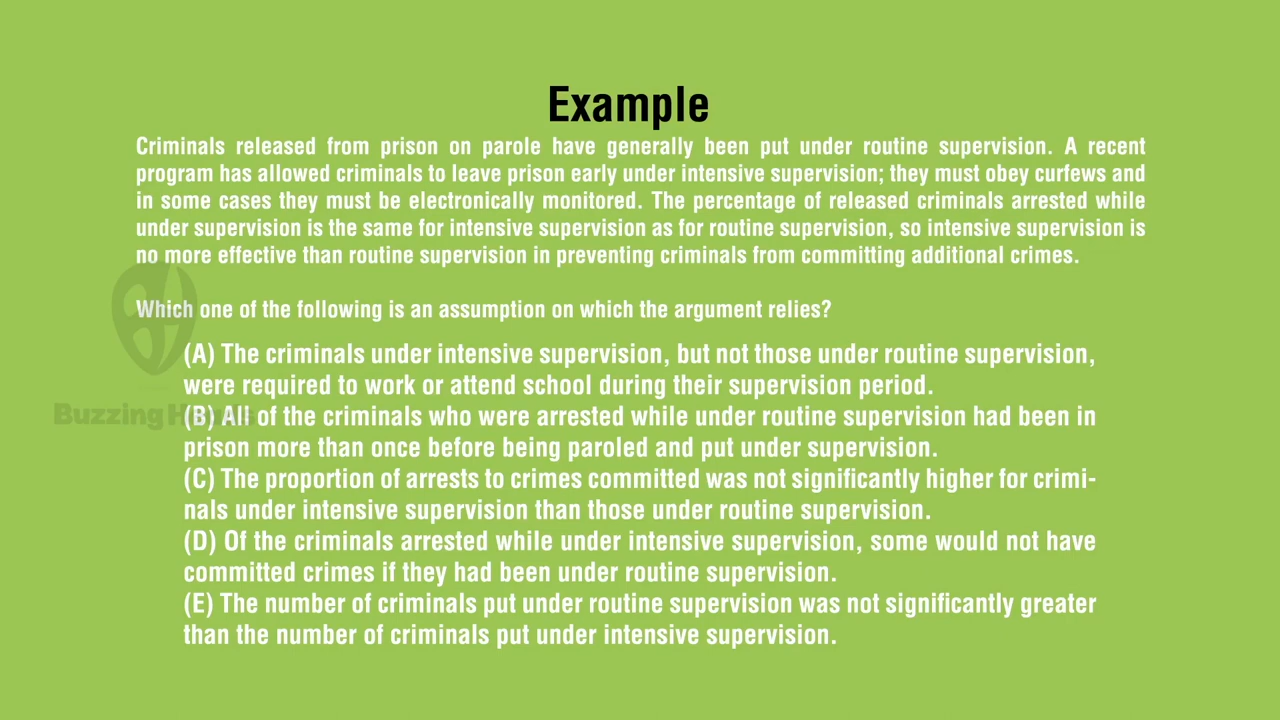 Example
Criminals released from prison on parole have generally been put under routine supervision. A recent
program has allowed criminals to leave prison early under intensive supervision; they must obey curfews and
in some cases they must be electronically monitored. The percentage of released criminals arrested while
under supervision is the same for intensive supervision as for routine supervision, so intensive supervision is
no more effective than routine supervision in preventing criminals from committing additional crimes.
Which one of the following is an assumption on which the argument relies?
(A) The criminals under intensive supervision, but not those under routine supervision,
were required to work or attend school during their supervision period.
Buzzing
(B) All of the criminals who were arrested while under routine supervision had been in
prison more than once before being paroled and put under supervision.
(C) The proportion of arrests to crimes committed was not significantly higher for crimi-
nals under intensive supervision than those under routine supervision.
(D) Of the criminals arrested while under intensive supervision, some would not have
committed crimes if they had been under routine supervision.
(E) The number of criminals put under routine supervision was not significantly greater
than the number of criminals put under intensive supervision.